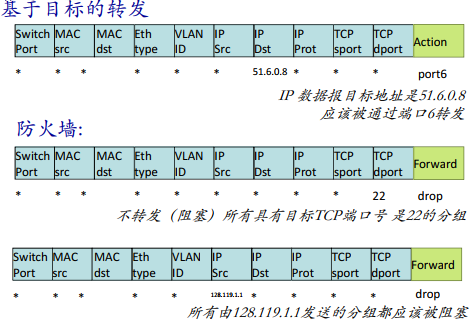 基于目标的转发
Switch Port MAC src MAC dst Eth type VLAN ID IP Src IP Dst IP Prot TCP sport TCP dport Action
* * * * * * 51.6.0.8 * * * port6
IP 数据报目标地址是51.6.0.8
应该被通过端口6转发
防火墙:
Switch Port MAC src MAC dst Eth type VLAN ID IP Src IP Dst IP Prot TCP sport TCP dport Forward
* * * * * * * * * 22 drop
不转发（阻塞）所有具有目标TCP端口号 是22的分组
Switch Port MAC src MAC dst Eth type VLAN ID IP Src IP Dst IP Prot TCP sport TCP dport Forward
* * * * * 128.119.1.1 * * * * drop
所有由128.119.1.1发送的分组都应该被阻塞